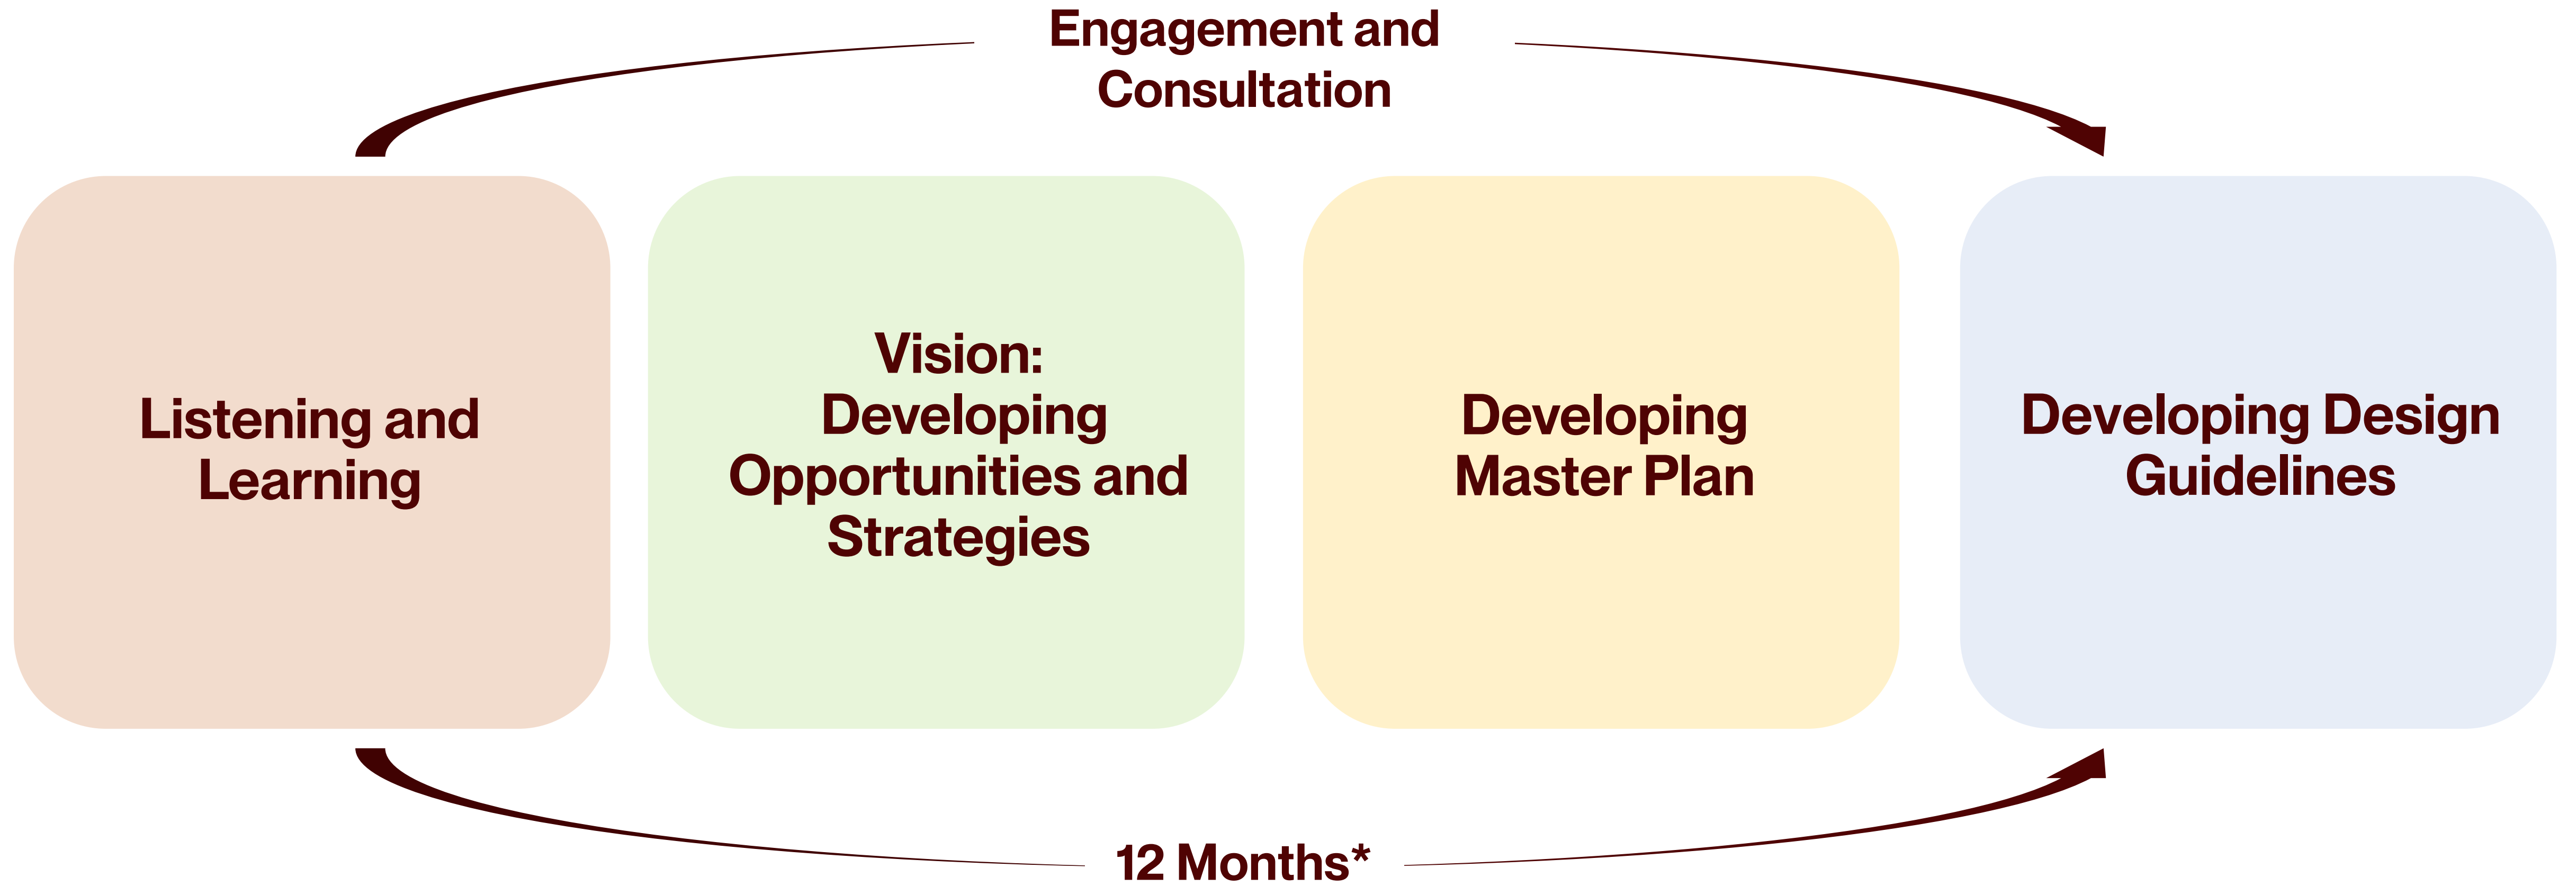 Engagement and
Consultation
Listening and
Learning
Vision:
Developing
Opportunities and
Strategies
Developing
Master Plan
Developing Design
Guidelines
12 Months*